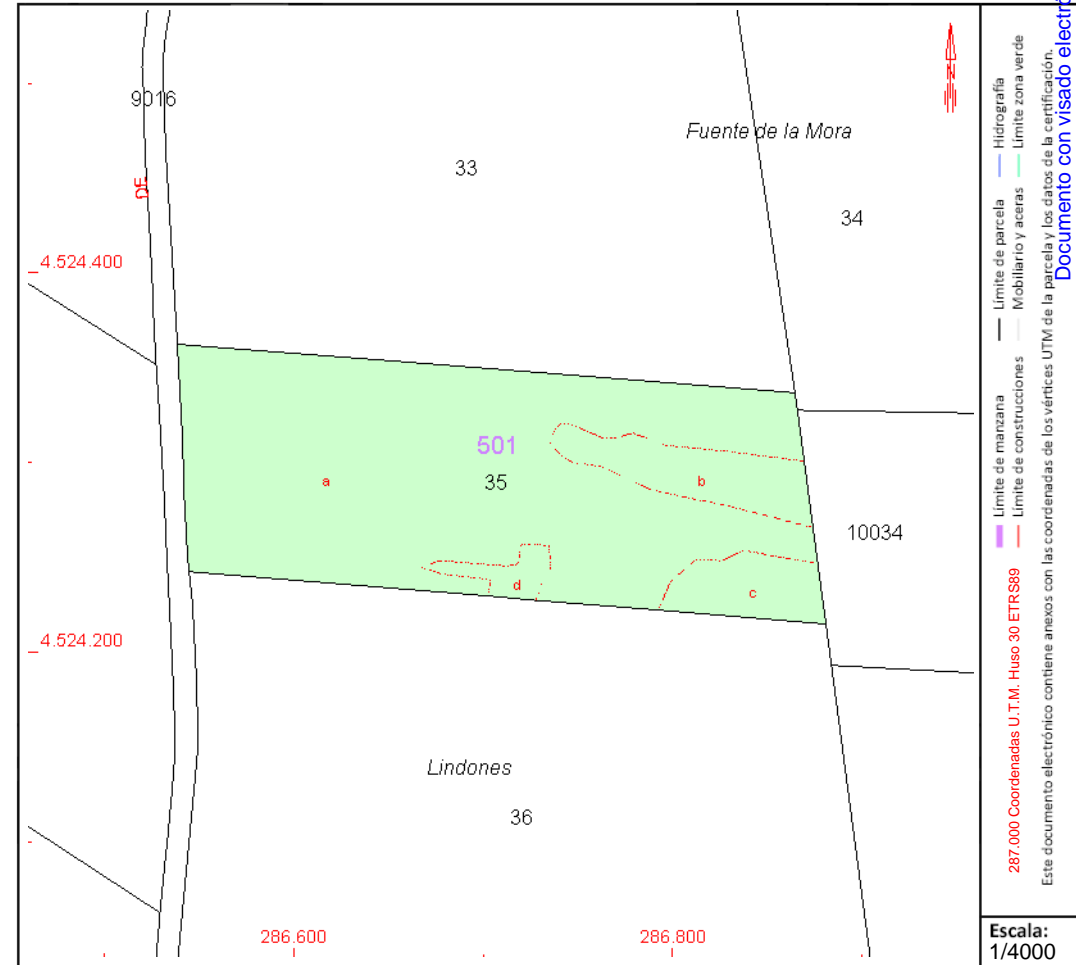 9016
Fuente de la Mora
33
34
DE
4.524.400
501
35
a
b
10034
d
c
4.524.200
Lindones
36
286.600
286.800
N
Límite de manzana
Límite de parcela
Hidrografía
Límite de construcciones
Mobiliario y aceras
Límite zona verde
287.000 Coordenadas U.T.M. Huso 30 ETRS89
Este documento electrónico contiene anexos con las coordenadas de los vértices UTM de la parcela y los datos de la certificación.
Documento con visado electró
Escala:
1/4000